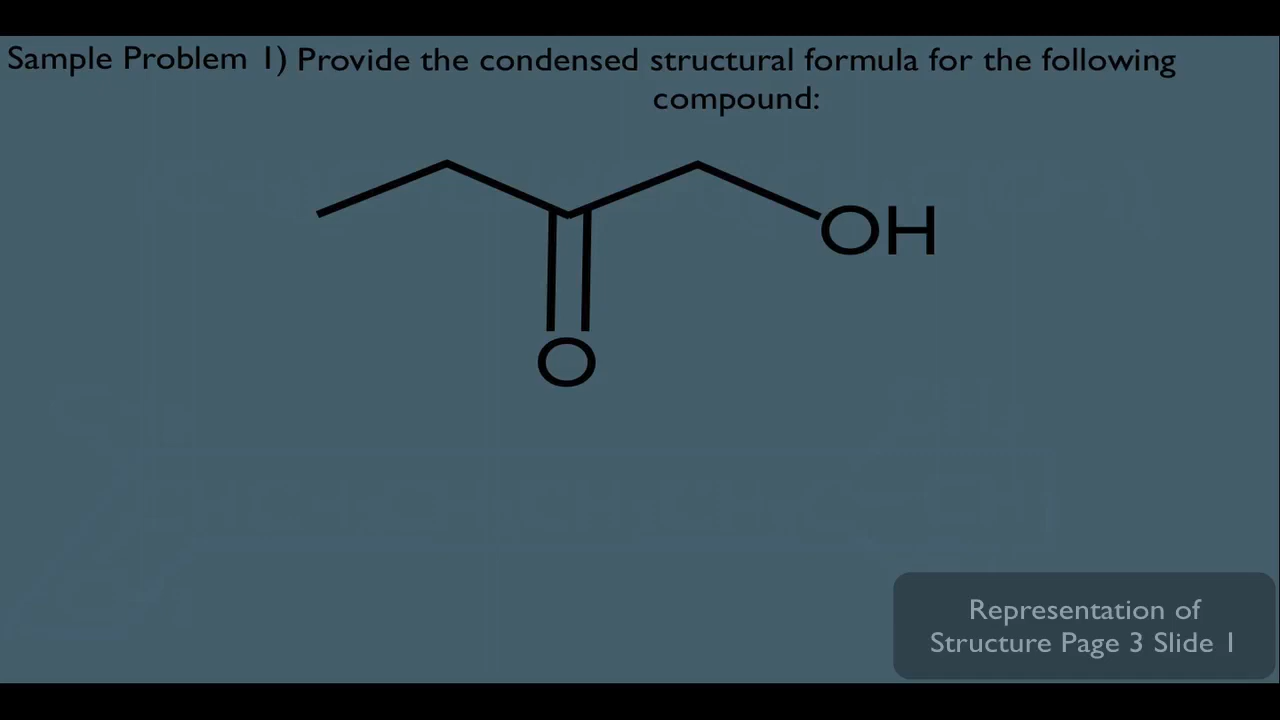 Sample Problem 1) Provide the condensed structural formula for the following
compound:
OH
O
Representation of
Structure Page 3 Slide 1